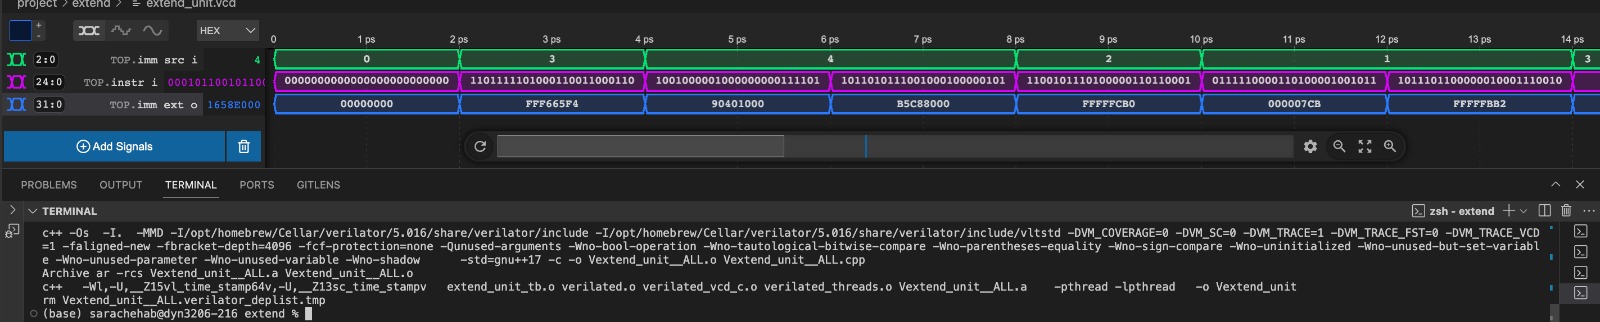 project > extend > extend_unit.vcd
+
-
HEX
0 1 ps 2 ps 3 ps 4 ps 5 ps 6 ps 7 ps 8 ps 9 ps 10 ps 11 ps 12 ps 13 ps 14 ps
2:0 TOP.imm src i 4 0 3 4 2 1 3
24:0 TOP.instr i 0001011001011000 0000000000000000000000000 1101111101000110011000110 1001000001000000000111101 1011010111001000100000101 1100101110100000110110001 0111110000110100001001011 1011101100000010001110010
31:0 TOP.imm ext o 1658E000 00000000 FFF665F4 90401000 B5C88000 FFFFFCB0 000007CB FFFFFBB2
Add Signals
PROBLEMS OUTPUT TERMINAL PORTS GITLENS
TERMINAL zsh - extend
c++ -Os -I. -MMD -I/opt/homebrew/Cellar/verilator/5.016/share/verilator/include -I/opt/homebrew/Cellar/verilator/5.016/share/verilator/include/vltstd -DVM_COVERAGE=0 -DVM_SC=0 -DVM_TRACE=1 -DVM_TRACE_FST=0 -DVM_TRACE_VCD
=1 -faligned-new -fbracket-depth=4096 -fcf-protection=none -Qunused-arguments -Wno-bool-operation -Wno-tautological-bitwise-compare -Wno-parentheses-equality -Wno-sign-compare -Wno-uninitialized -Wno-unused-but-set-variabl
e -Wno-unused-parameter -Wno-unused-variable -Wno-shadow -std=gnu++17 -c -o Vextend_unit__ALL.o Vextend_unit__ALL.cpp
Archive ar -rcs Vextend_unit__ALL.a Vextend_unit__ALL.o
c++ -Wl,-U,__Z15vl_time_stamp64v,-U,__Z13sc_time_stampv extend_unit_tb.o verilated.o verilated_vcd_c.o verilated_threads.o Vextend_unit__ALL.a -pthread -lpthread -o Vextend_unit
rm Vextend_unit__ALL.verilator_deplist.tmp
(base) sarachehab@dyn3206-216 extend %